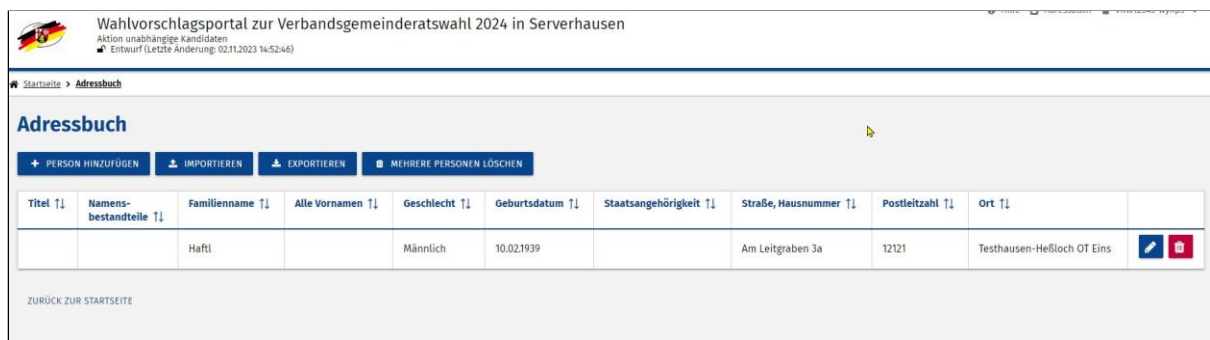 Wahlvorschlagsportal zur Verbandsgemeinderatswahl 2024 in Serverhausen
Aktion unabhängige Kandidaten
Entwurf (Letzte Änderung: 02.11.2023 14:52:46)
Startseite > Adressbuch
Adressbuch
+ PERSON HINZUFÜGEN IMPORTIEREN EXPORTIEREN MEHRERE PERSONEN LÖSCHEN
Titel Namens-bestandteile Familienname Alle Vornamen Geschlecht Geburtsdatum Staatsangehörigkeit Straße, Hausnummer Postleitzahl Ort
Haftl Männlich 10.02.1939 Am Leitgraben 3a 12121 Testhausen-Heßloch OT Eins
ZURÜCK ZUR STARTSEITE